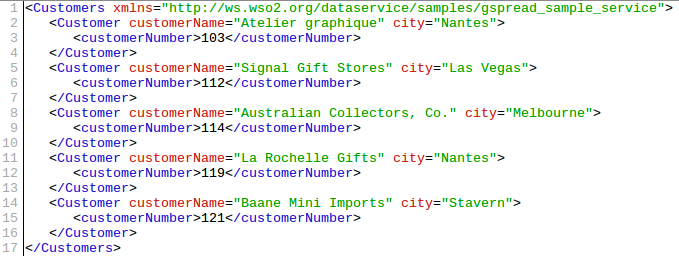 1 <Customers xmlns="http://ws.wso2.org/dataservice/samples/gspread_sample_service">
2    <Customer customerName="Atelier graphique" city="Nantes">
3       <customerNumber>103</customerNumber>
4    </Customer>
5    <Customer customerName="Signal Gift Stores" city="Las Vegas">
6       <customerNumber>112</customerNumber>
7    </Customer>
8    <Customer customerName="Australian Collectors, Co." city="Melbourne">
9       <customerNumber>114</customerNumber>
10    </Customer>
11    <Customer customerName="La Rochelle Gifts" city="Nantes">
12       <customerNumber>119</customerNumber>
13    </Customer>
14    <Customer customerName="Baane Mini Imports" city="Stavern">
15       <customerNumber>121</customerNumber>
16    </Customer>
17 </Customers>